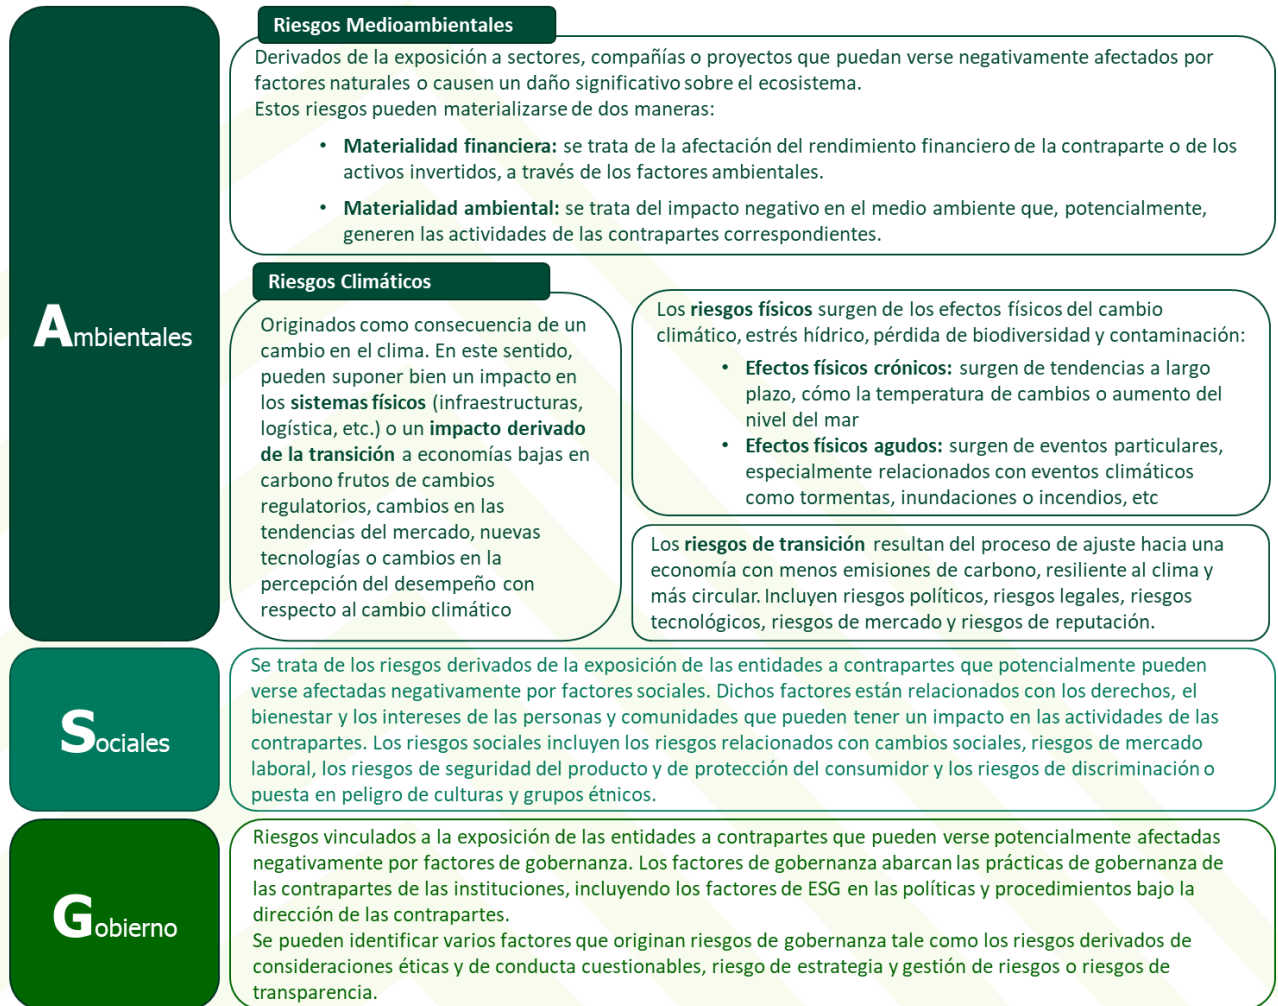 Ambientales
Riesgos Medioambientales
Derivados de la exposición a sectores, compañías o proyectos que puedan verse negativamente afectados por
factores naturales o causen un daño significativo sobre el ecosistema.
Estos riesgos pueden materializarse de dos maneras:
• Materialidad financiera: se trata de la afectación del rendimiento financiero de la contraparte o de los
activos invertidos, a través de los factores ambientales.
• Materialidad ambiental: se trata del impacto negativo en el medio ambiente que, potencialmente,
generen las actividades de las contrapartes correspondientes.
Riesgos Climáticos
Originados como consecuencia de un
cambio en el clima. En este sentido,
pueden suponer bien un impacto en
los sistemas físicos (infraestructuras,
logística, etc.) o un impacto derivado
de la transición a economías bajas en
carbono frutos de cambios
regulatorios, cambios en las
tendencias del mercado, nuevas
tecnologías o cambios en la
percepción del desempeño con
respecto al cambio climático
Los riesgos físicos surgen de los efectos físicos del cambio
climático, estrés hídrico, pérdida de biodiversidad y contaminación:
• Efectos físicos crónicos: surgen de tendencias a largo
plazo, cómo la temperatura de cambios o aumento del
nivel del mar
• Efectos físicos agudos: surgen de eventos particulares,
especialmente relacionados con eventos climáticos
como tormentas, inundaciones o incendios, etc
Los riesgos de transición resultan del proceso de ajuste hacia una
economía con menos emisiones de carbono, resiliente al clima y
más circular. Incluyen riesgos políticos, riesgos legales, riesgos
tecnológicos, riesgos de mercado y riesgos de reputación.
Sociales
Se trata de los riesgos derivados de la exposición de las entidades a contrapartes que potencialmente pueden
verse afectadas negativamente por factores sociales. Dichos factores están relacionados con los derechos, el
bienestar y los intereses de las personas y comunidades que pueden tener un impacto en las actividades de las
contrapartes. Los riesgos sociales incluyen los riesgos relacionados con cambios sociales, riesgos de mercado
laboral, los riesgos de seguridad del producto y de protección del consumidor y los riesgos de discriminación o
puesta en peligro de culturas y grupos étnicos.
Gobierno
Riesgos vinculados a la exposición de las entidades a contrapartes que pueden verse potencialmente afectadas
negativamente por factores de gobernanza. Los factores de gobernanza abarcan las prácticas de gobernanza de
las contrapartes de las instituciones, incluyendo los factores de ESG en las políticas y procedimientos bajo la
dirección de las contrapartes.
Se pueden identificar varios factores que originan riesgos de gobernanza tale como los riesgos derivados de
consideraciones éticas y de conducta cuestionables, riesgo de estrategia y gestión de riesgos o riesgos de
transparencia.